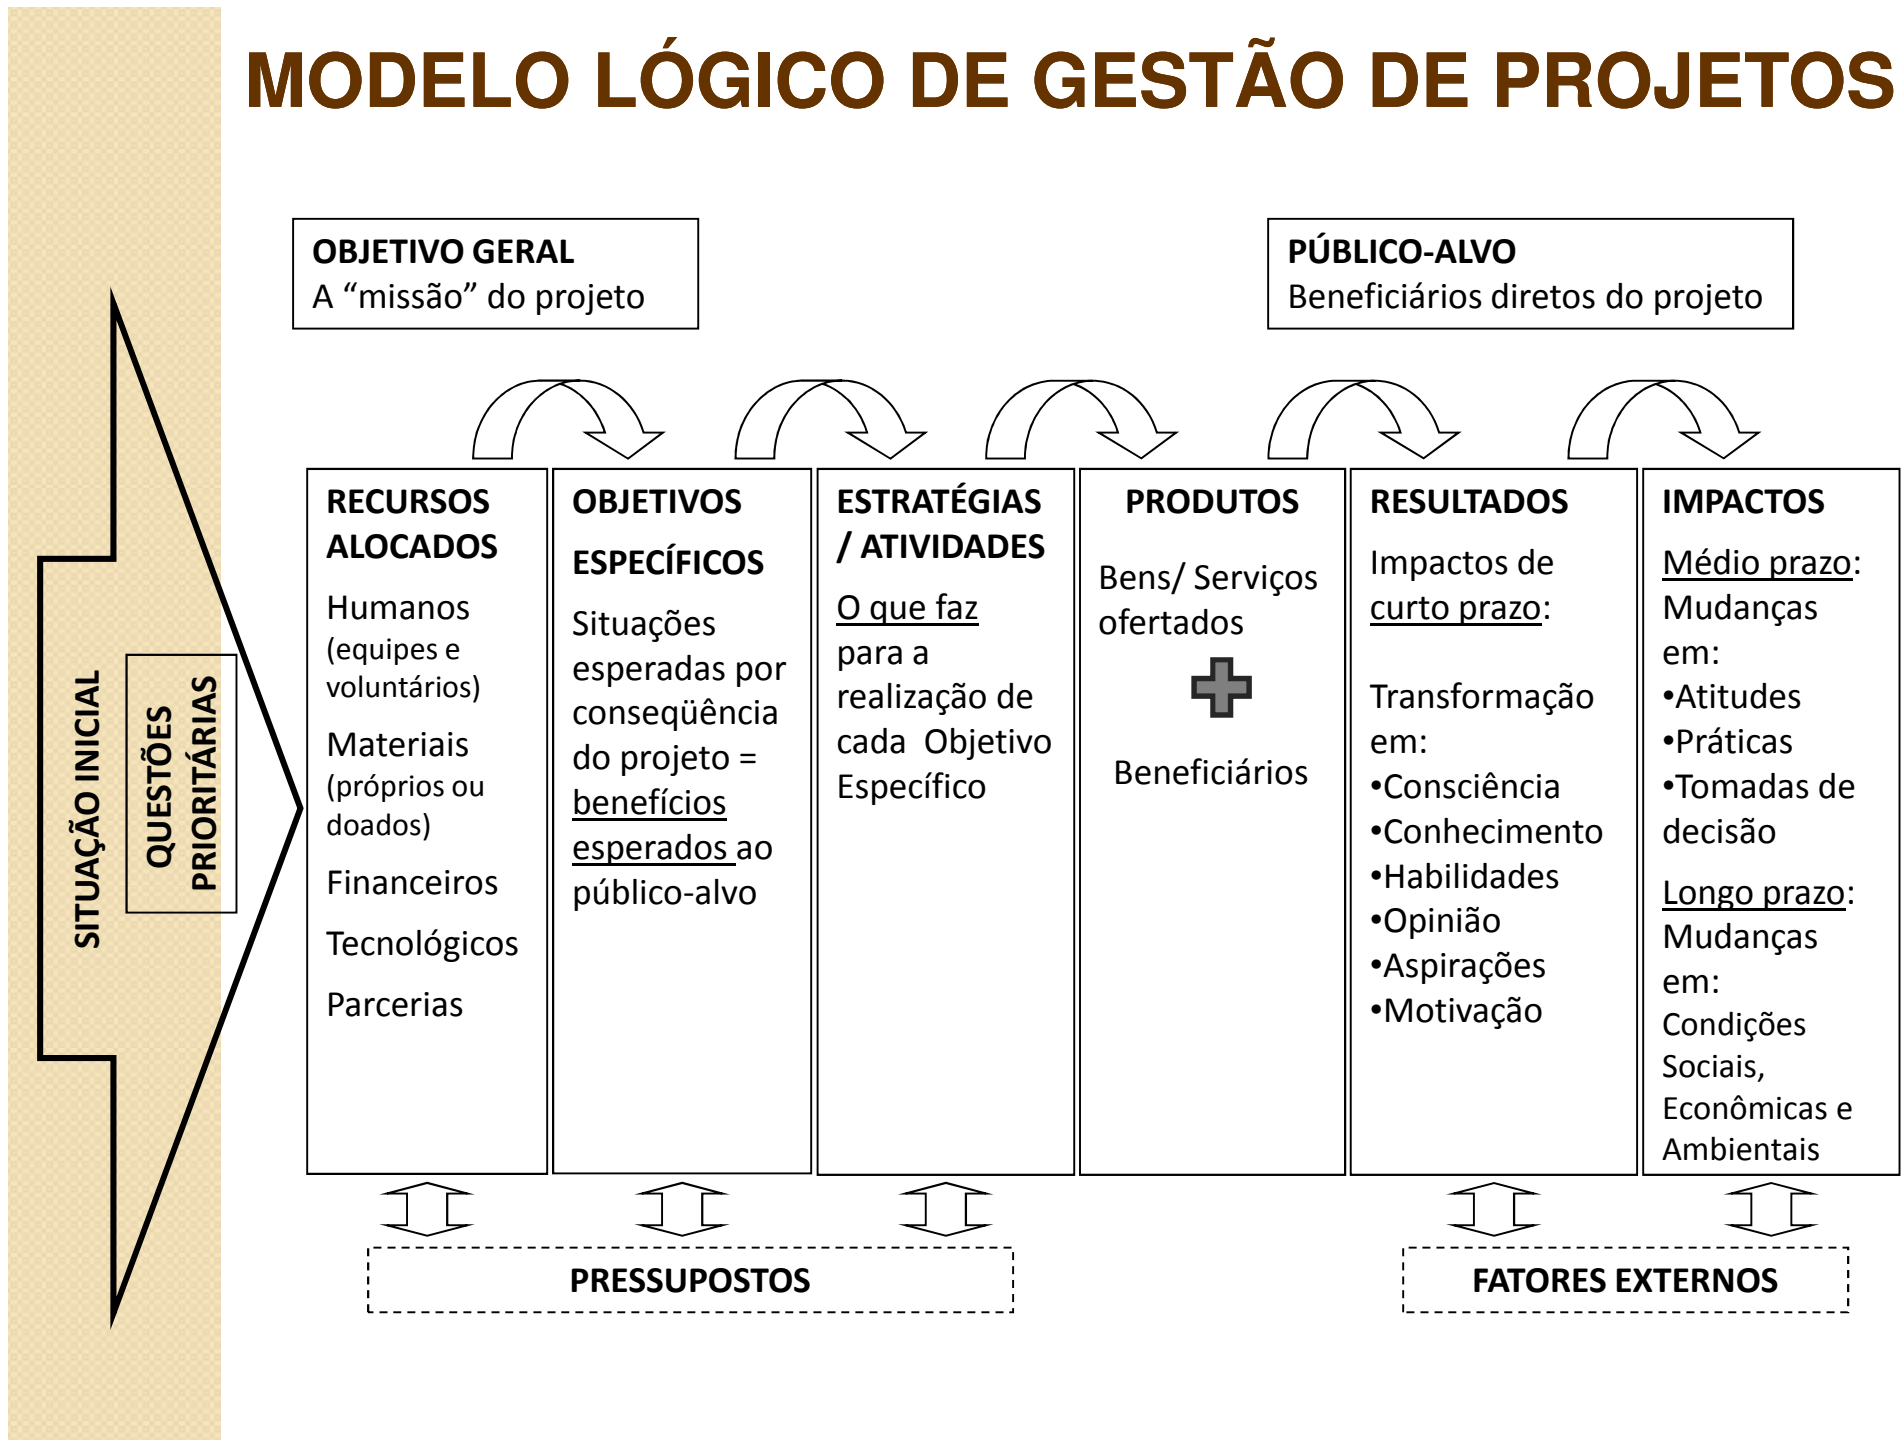 MODELO LÓGICO DE GESTÃO DE PROJETOS
OBJETIVO GERAL
A “missão” do projeto
PÚBLICO-ALVO
Beneficiários diretos do projeto
SITUAÇÃO INICIAL
QUESTÕES
PRIORITÁRIAS
RECURSOS
ALOCADOS
Humanos
(equipes e
voluntários)
Materiais
(próprios ou
doados)
Financeiros
Tecnológicos
Parcerias
OBJETIVOS
ESPECÍFICOS
Situações
esperadas por
conseqüência
do projeto =
benefícios
esperados ao
público-alvo
ESTRATÉGIAS
/ ATIVIDADES
O que faz
para a
realização de
cada Objetivo
Específico
PRODUTOS
Bens/ Serviços
ofertados
Beneficiários
RESULTADOS
Impactos de
curto prazo:
Transformação
em:
•Consciência
•Conhecimento
•Habilidades
•Opinião
•Aspirações
•Motivação
IMPACTOS
Médio prazo:
Mudanças
em:
•Atitudes
•Práticas
•Tomadas de
decisão
Longo prazo:
Mudanças
em:
Condições
Sociais,
Econômicas e
Ambientais
PRESSUPOSTOS
FATORES EXTERNOS